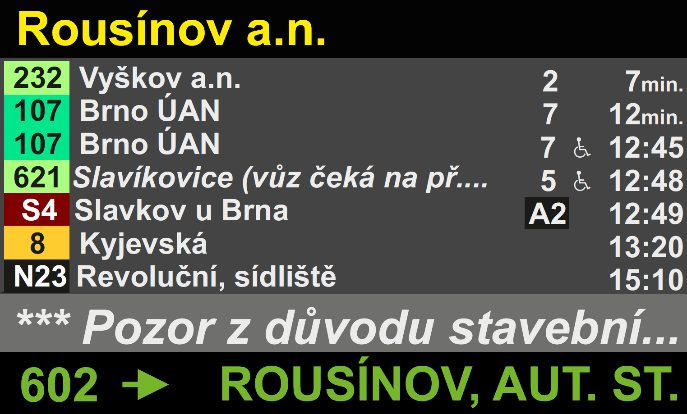 Rousínov a.n.
232 Vyškov a.n. 2 7min.
107 Brno ÚAN 7 12min.
107 Brno ÚAN 7 ♿ 12:45
621 Slavíkovice (vůz čeká na př.... 5 ♿ 12:48
S4 Slavkov u Brna A2 12:49
8 Kyjevská 13:20
N23 Revoluční, sídliště 15:10
*** Pozor z důvodu stavební...
602 → ROUSÍNOV, AUT. ST.